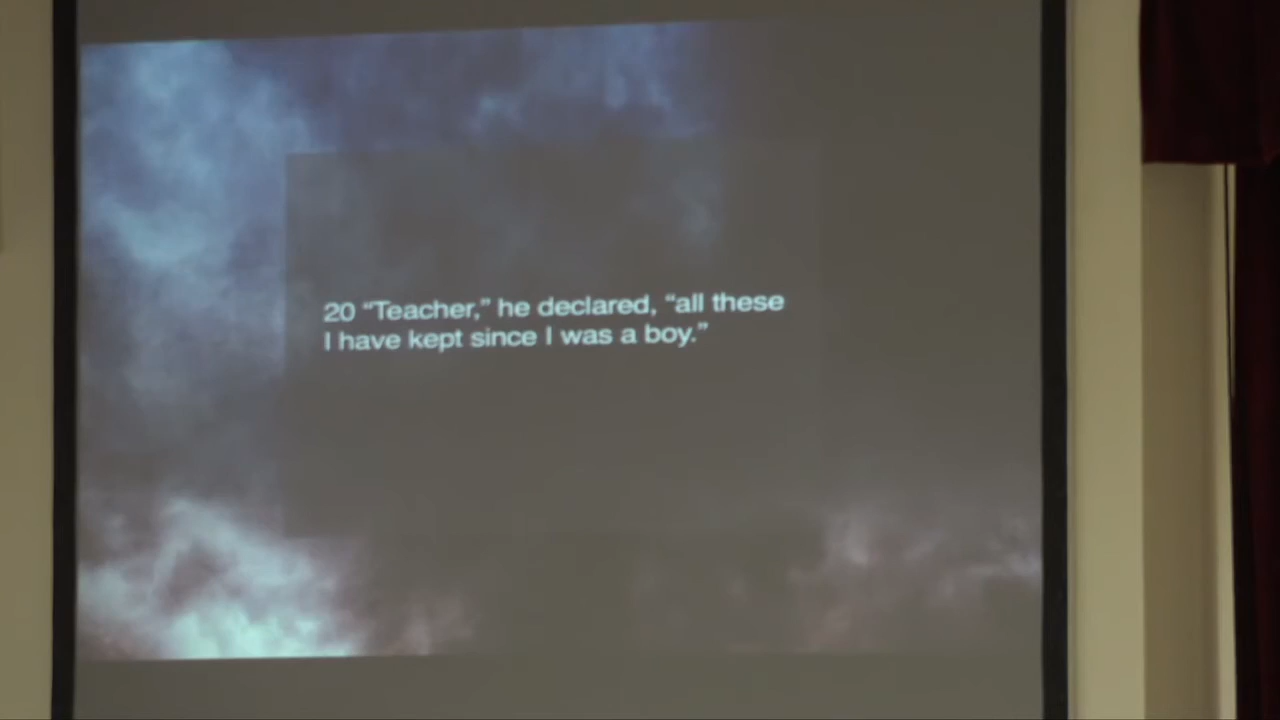 20 “Teacher,” he declared, “all these
I have kept since I was a boy.”